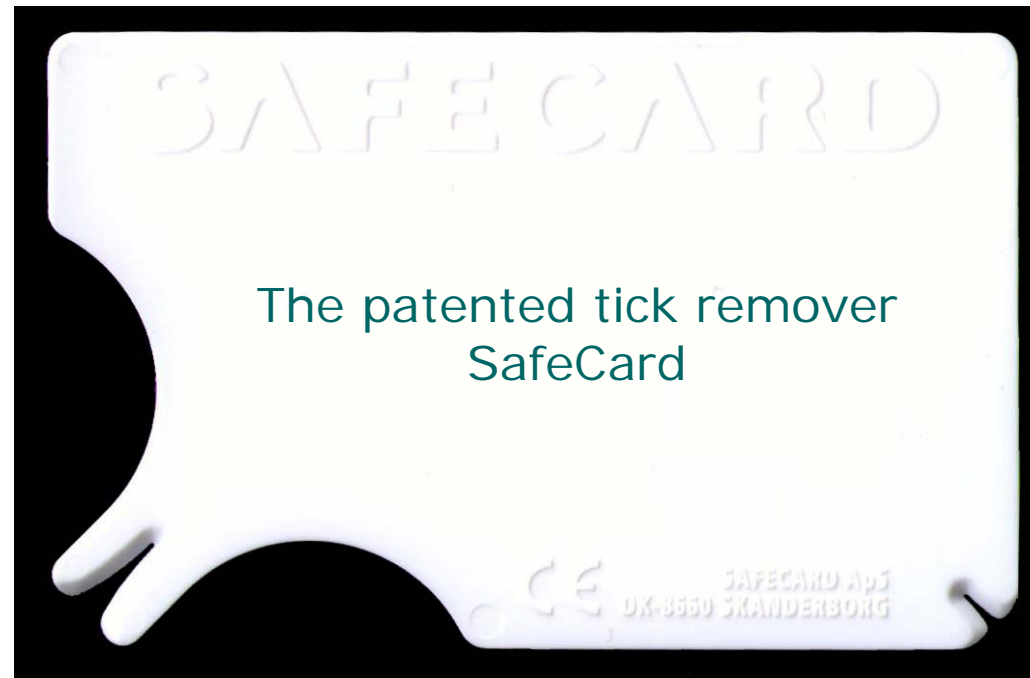 SAFECARD
The patented tick remover
SafeCard
CE SAFECARD ApS
DK-8660 SKANDERBORG